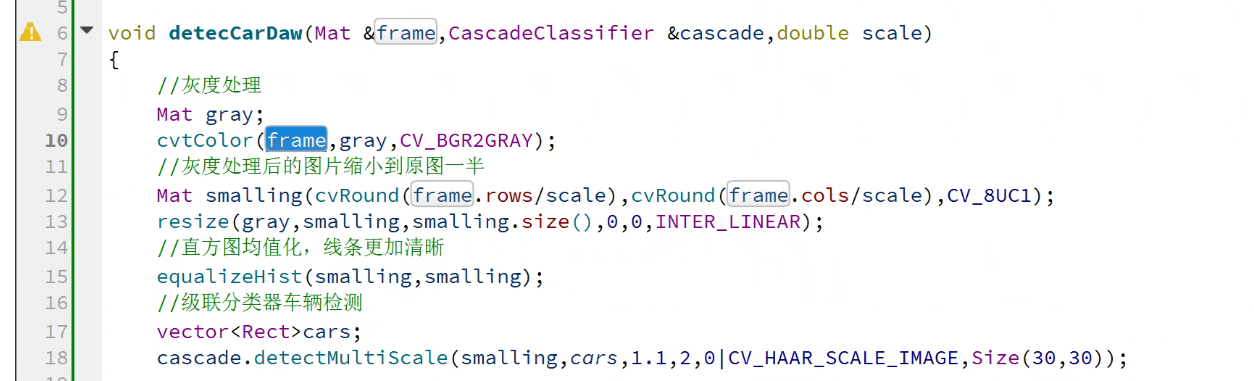 5
6 void detecCarDaw(Mat &frame,CascadeClassifier &cascade,double scale)
7 {
8 //灰度处理
9 Mat gray;
10 cvtColor(frame,gray,CV_BGR2GRAY);
11 //灰度处理后的图片缩小到原图一半
12 Mat smalling(cvRound(frame.rows/scale),cvRound(frame.cols/scale),CV_8UC1);
13 resize(gray,smalling,smalling.size(),0,0,INTER_LINEAR);
14 //直方图均值化，线条更加清晰
15 equalizeHist(smalling,smalling);
16 //级联分类器车辆检测
17 vector<Rect>cars;
18 cascade.detectMultiScale(smalling,cars,1.1,2,0|CV_HAAR_SCALE_IMAGE,Size(30,30));